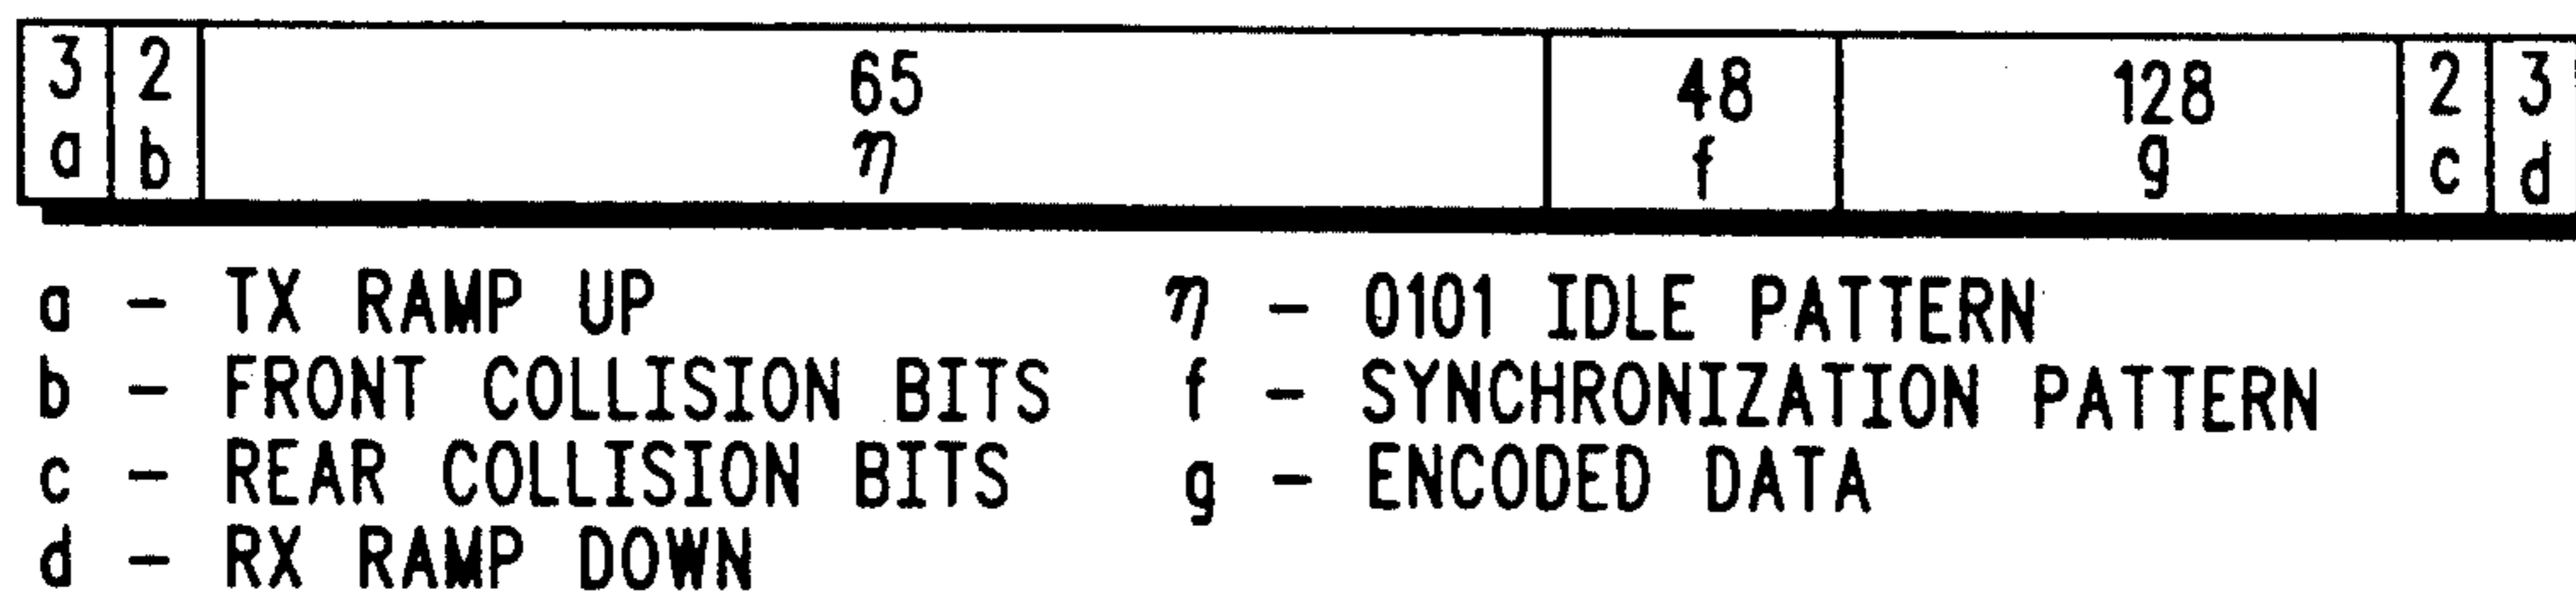 3 2 65 48 128 2 3
a b η f g c d
a – TX RAMP UP
b – FRONT COLLISION BITS
c – REAR COLLISION BITS
d – RX RAMP DOWN
η – 0101 IDLE PATTERN
f – SYNCHRONIZATION PATTERN
g – ENCODED DATA